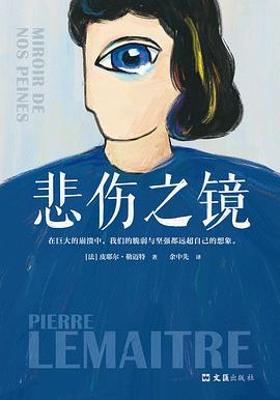 MIROIR DE
NOS PEINES
悲伤之镜
在巨大的崩溃中，我们的脆弱与坚强都远超自己的想象。
[法] 皮耶尔·勒迈特 著 余中先 译
PIERRE
LEMAITRE
文匯出版社